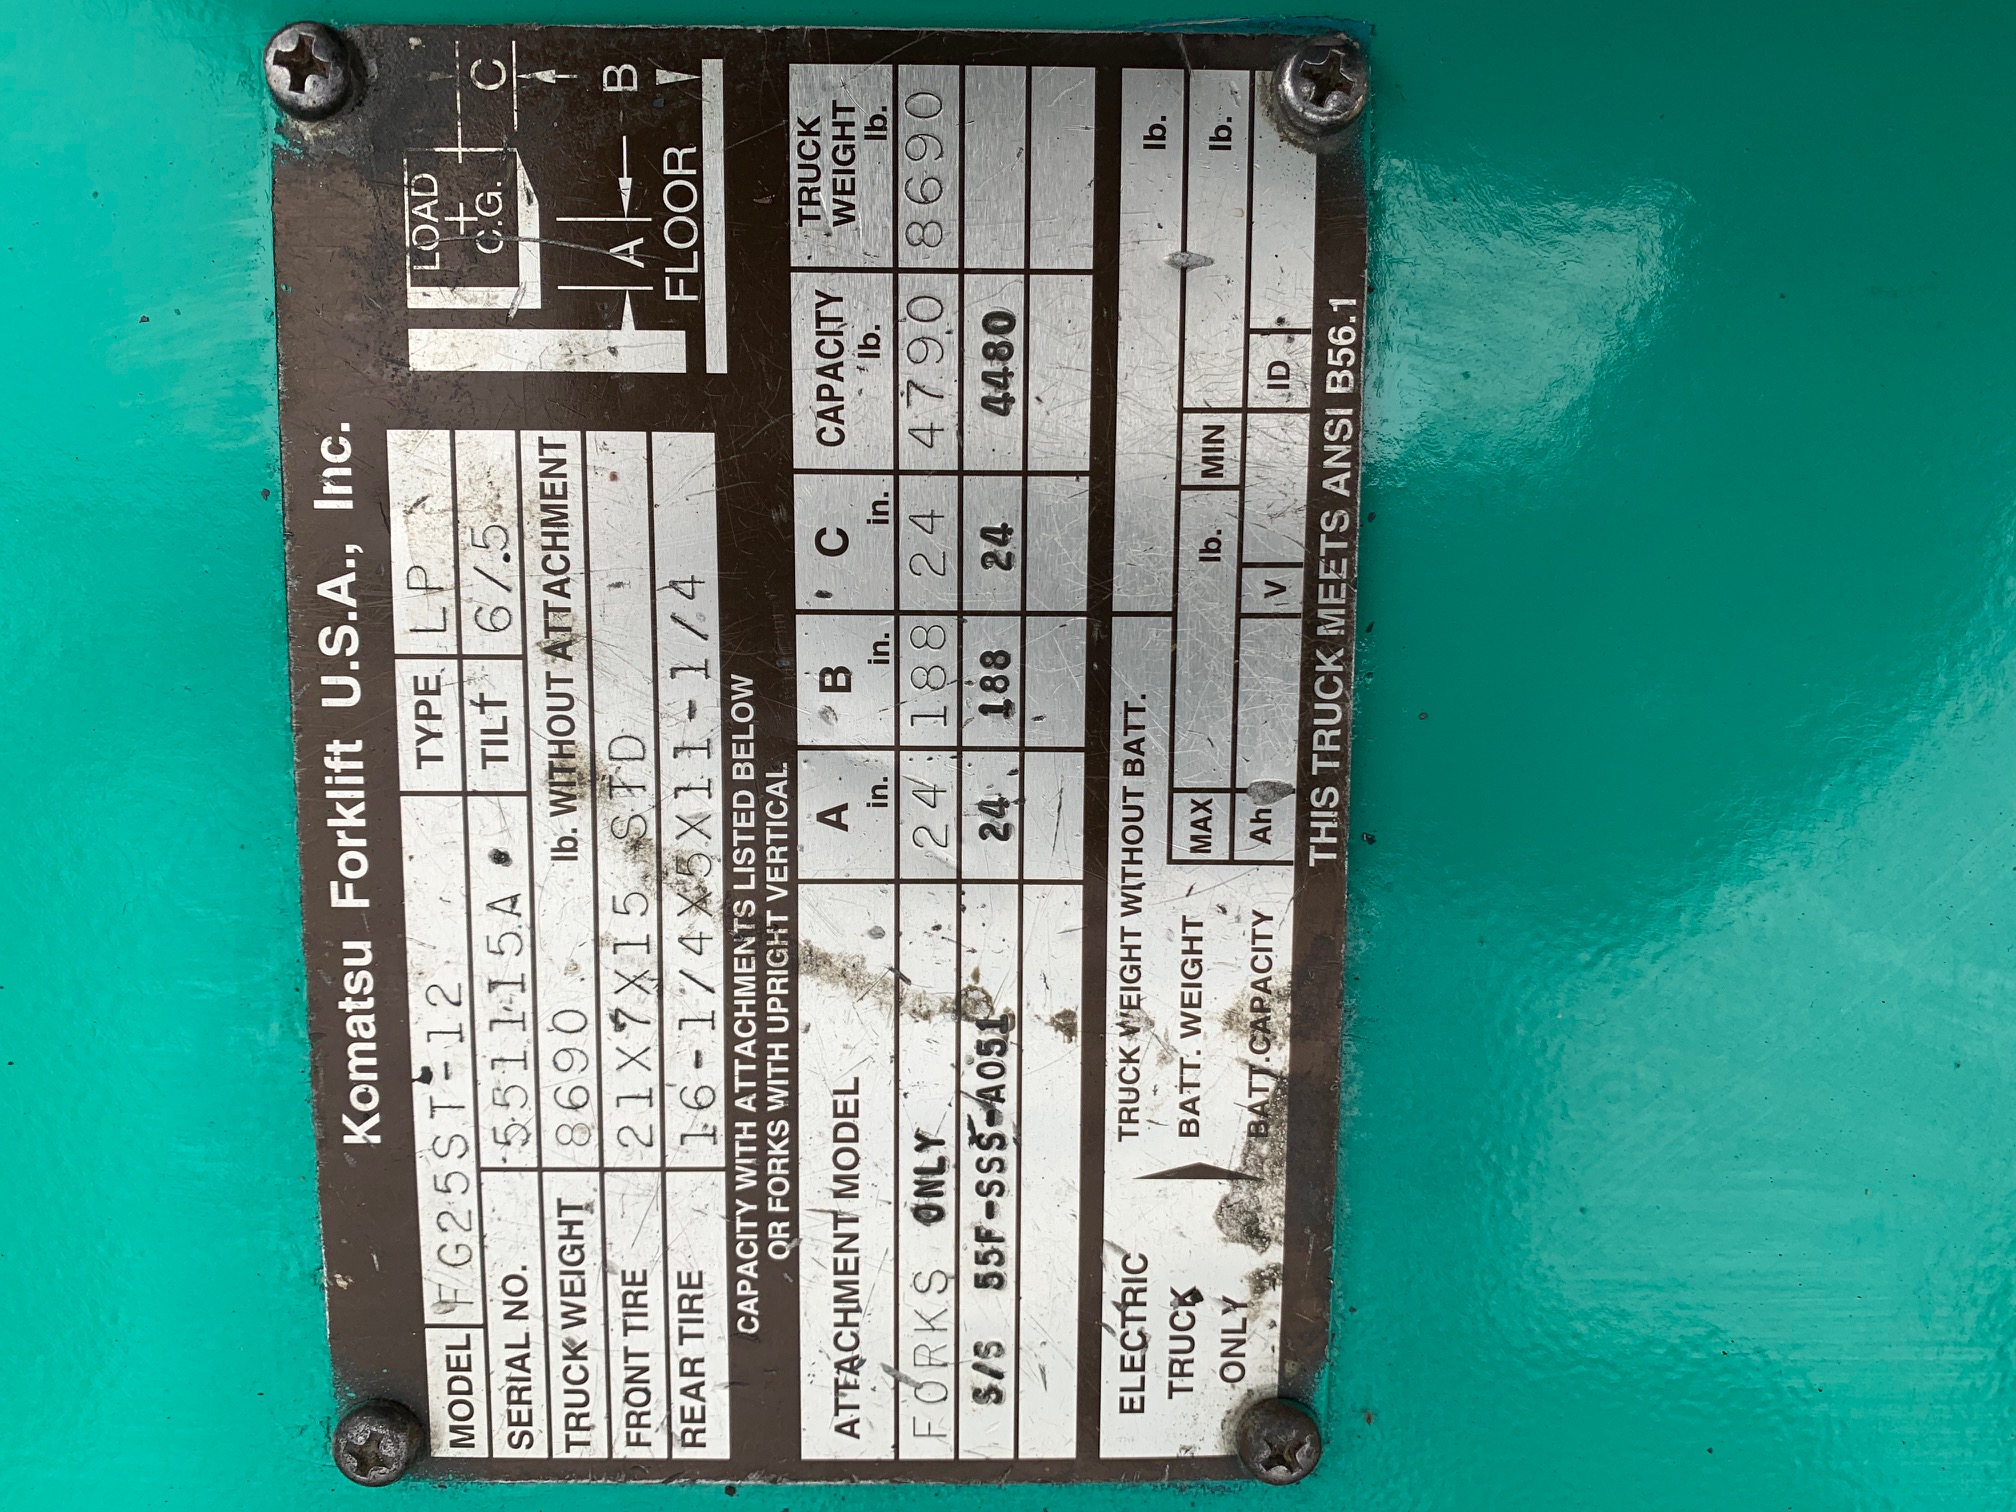 Komatsu Forklift U.S.A., Inc.
MODEL FG25ST-12 TYPE LP
SERIAL NO. 551115A TILT 6/.5
TRUCK WEIGHT 8690 lb. WITHOUT ATTACHMENT
FRONT TIRE 21X7X15 STD
REAR TIRE 16-1/4X5X11-1/4
LOAD
C.G.
C
A
B
FLOOR
CAPACITY WITH ATTACHMENTS LISTED BELOW
OR FORKS WITH UPRIGHT VERTICAL
ATTACHMENT MODEL A in. B in. C in. CAPACITY lb. TRUCK WEIGHT lb.
FORKS ONLY 24 188 24 4790 8690
S/S 55F-SSS-A051 24 188 24 4480
ELECTRIC TRUCK ONLY
TRUCK WEIGHT WITHOUT BATT. lb.
BATT. WEIGHT MAX lb. MIN lb.
BATT. CAPACITY Ah V ID
THIS TRUCK MEETS ANSI B56.1